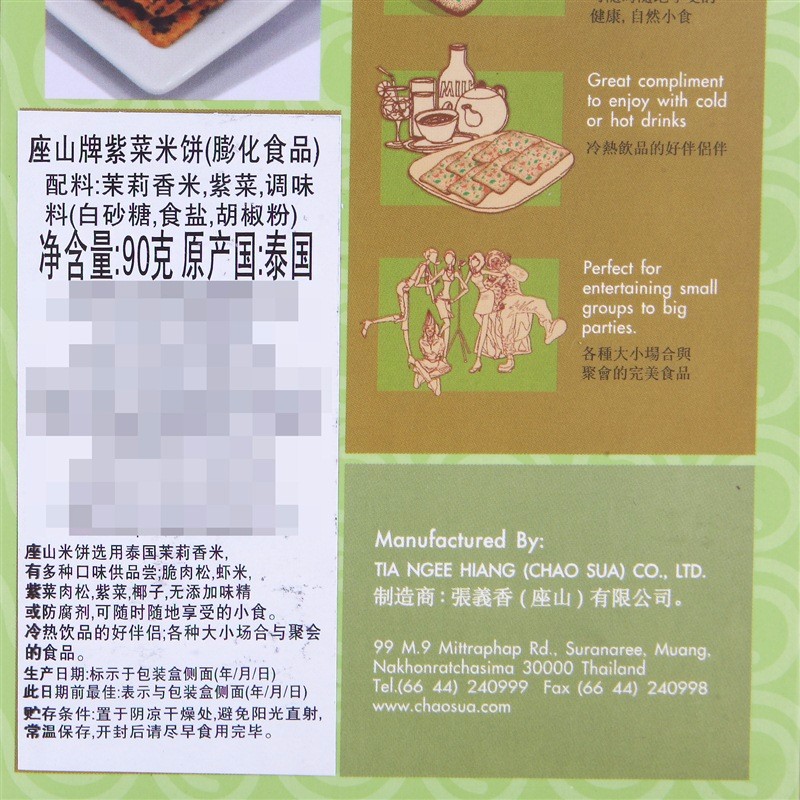 座山牌紫菜米饼(膨化食品)
配料:茉莉香米,紫菜,调味
料(白砂糖,食盐,胡椒粉)
净含量:90克 原产国:泰国
座山米饼选用泰国茉莉香米,
有多种口味供品尝;脆肉松,虾米,
紫菜肉松,紫菜,椰子,无添加味精
或防腐剂,可随时随地享受的小食。
冷热饮品的好伴侣;各种大小场合与聚会
的食品。
生产日期:标示于包装盒侧面(年/月/日)
此日期前最佳:表示与包装盒侧面(年/月/日)
贮存条件:置于阴凉干燥处,避免阳光直射,
常温保存,开封后请尽早食用完毕。
健康, 自然小食
MILK
Great compliment
to enjoy with cold
or hot drinks
冷熱飲品的好伴侶伴
Perfect for
entertaining small
groups to big
parties.
各種大小場合與
聚會的完美食品
Manufactured By:
TIA NGEE HIANG (CHAO SUA) CO., LTD.
制造商 : 張義香 ( 座山 ) 有限公司。
99 M.9 Mittraphap Rd., Suranaree, Muang,
Nakhonratchasima 30000 Thailand
Tel.(66 44) 240999 Fax (66 44) 240998
www.chaosua.com